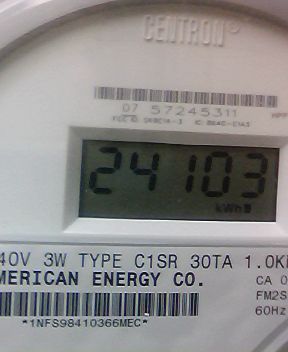 CENTRON®
07 57245311
24103
kWh
40V 3W TYPE C1SR 30TA 1.0K
MERICAN ENERGY CO.
CA 0
FM2S
60Hz
*1NFS98410366MEC*